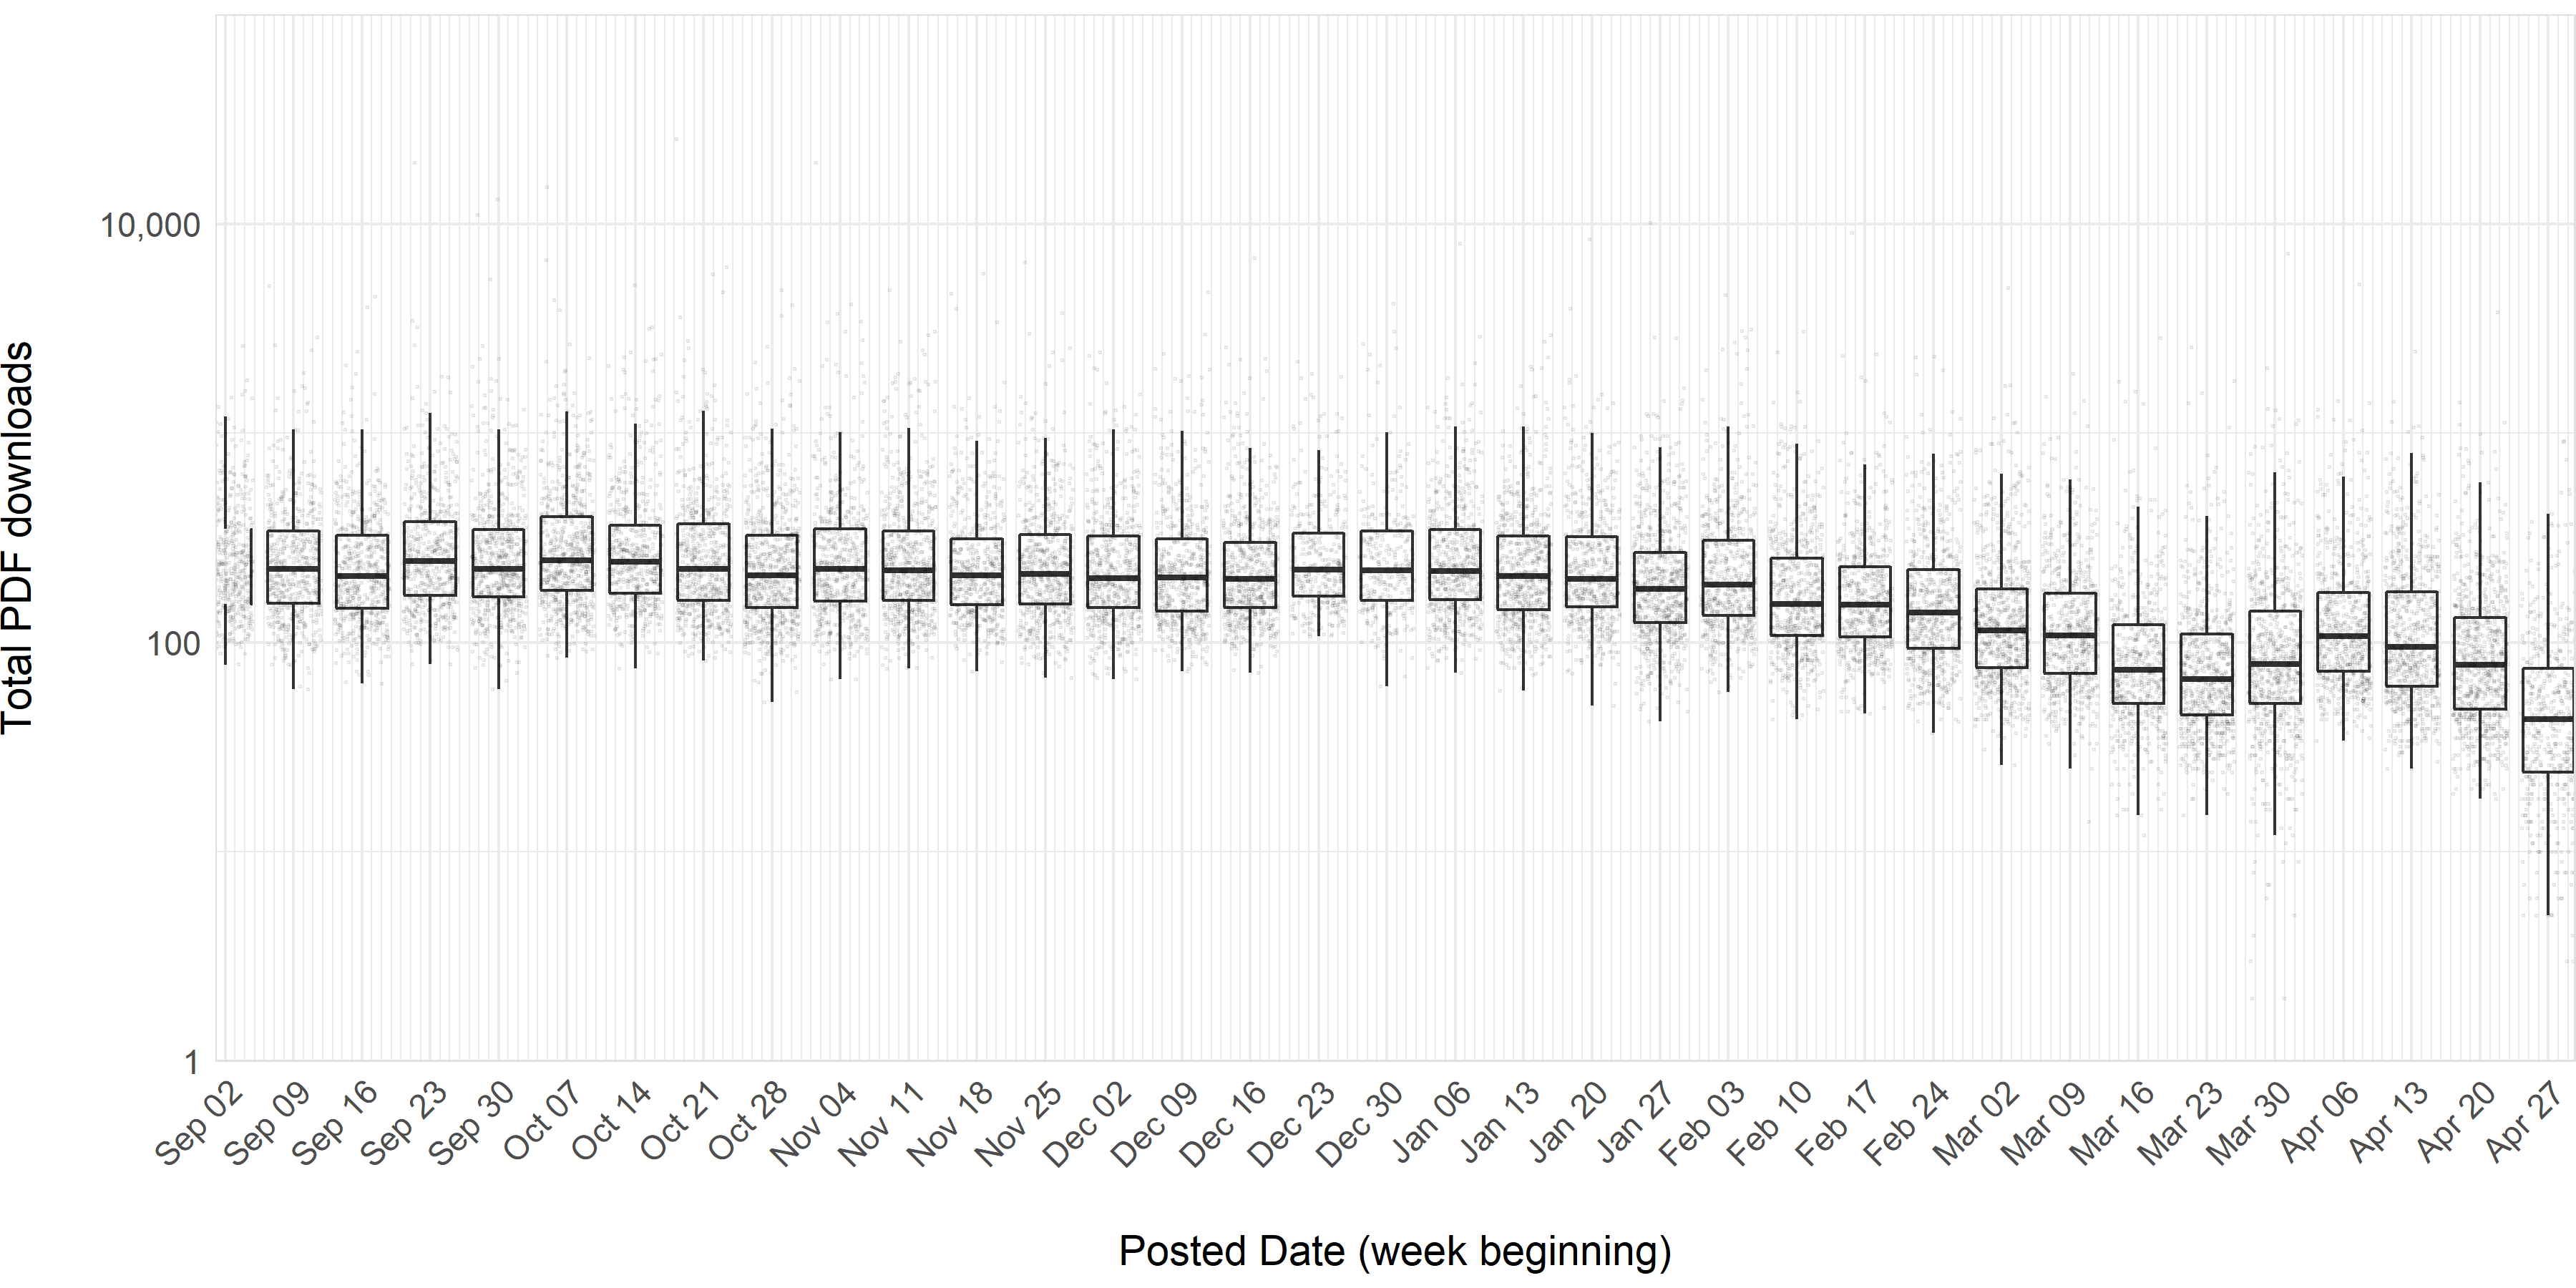 Total PDF downloads
10,000
100
1
Sep 02
Sep 09
Sep 16
Sep 23
Sep 30
Oct 07
Oct 14
Oct 21
Oct 28
Nov 04
Nov 11
Nov 18
Nov 25
Dec 02
Dec 09
Dec 16
Dec 23
Dec 30
Jan 06
Jan 13
Jan 20
Jan 27
Feb 03
Feb 10
Feb 17
Feb 24
Mar 02
Mar 09
Mar 16
Mar 23
Mar 30
Apr 06
Apr 13
Apr 20
Apr 27
Posted Date (week beginning)